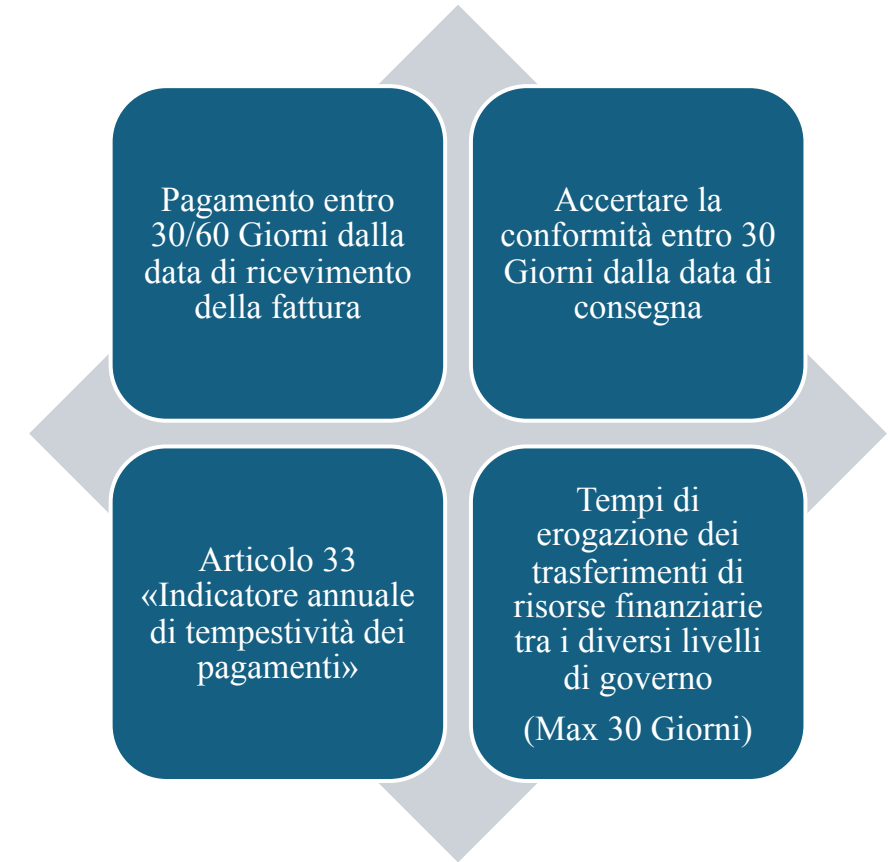 Pagamento entro
30/60 Giorni dalla
data di ricevimento
della fattura
Accertare la
conformità entro 30
Giorni dalla data di
consegna
Articolo 33
«Indicatore annuale
di tempestività dei
pagamenti»
Tempi di
erogazione dei
trasferimenti di
risorse finanziarie
tra i diversi livelli
di governo
(Max 30 Giorni)